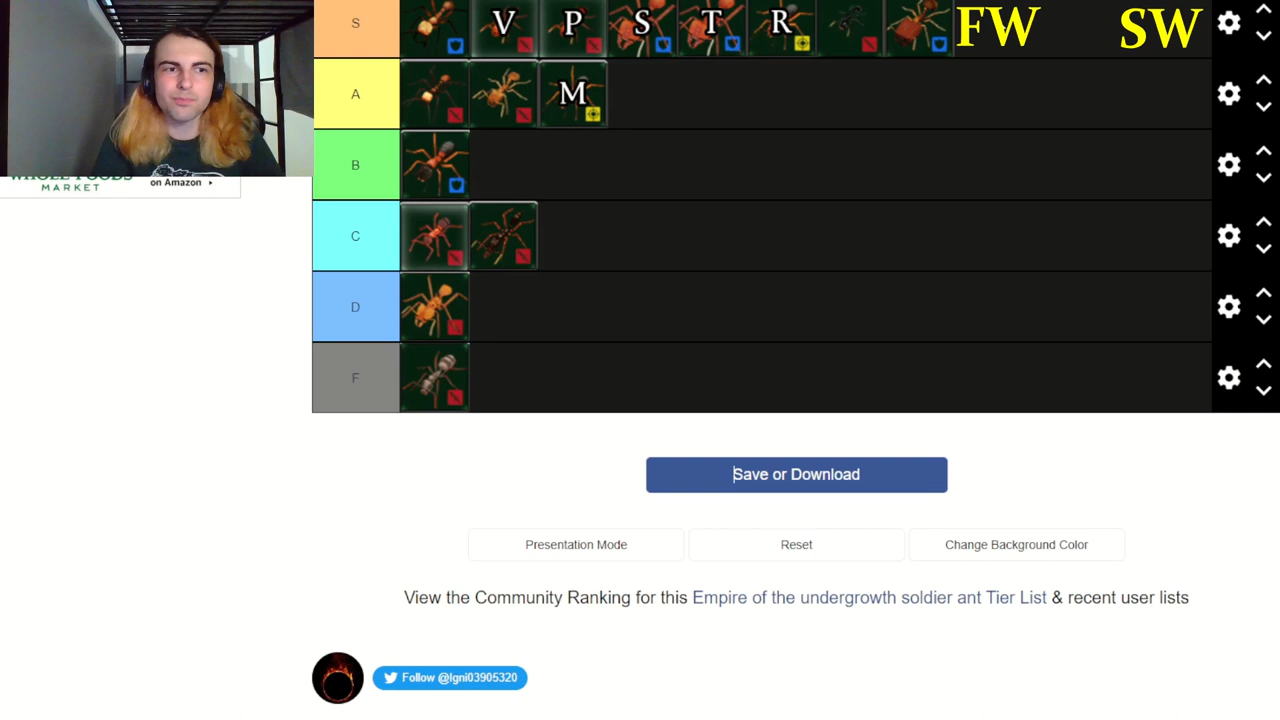 S V P S T R FW SW
A M
B
C
D
F
WHOLE FOODS
MARKET
on Amazon
Save or Download
Presentation Mode Reset Change Background Color
View the Community Ranking for this Empire of the undergrowth soldier ant Tier List & recent user lists
Follow @Igni03905320